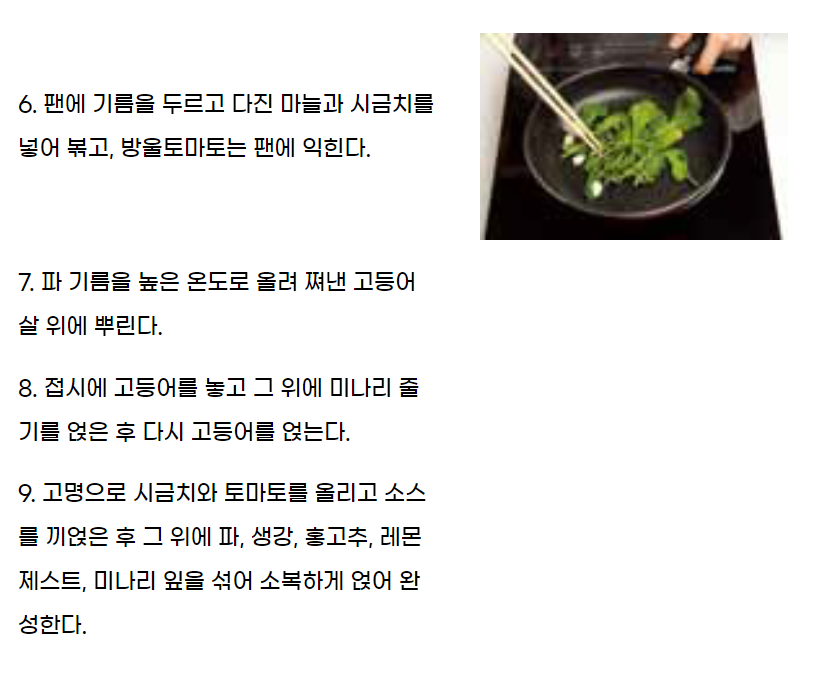 6. 팬에 기름을 두르고 다진 마늘과 시금치를
넣어 볶고, 방울토마토는 팬에 익힌다.
7. 파 기름을 높은 온도로 올려 쪄낸 고등어
살 위에 뿌린다.
8. 접시에 고등어를 놓고 그 위에 미나리 줄
기를 얹은 후 다시 고등어를 얹는다.
9. 고명으로 시금치와 토마토를 올리고 소스
를 끼얹은 후 그 위에 파, 생강, 홍고추, 레몬
제스트, 미나리 잎을 섞어 소복하게 얹어 완
성한다.